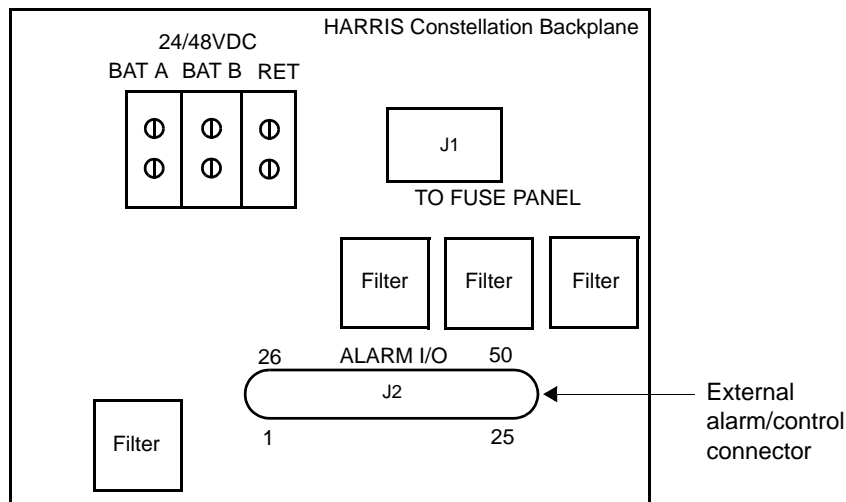 HARRIS Constellation Backplane
24/48VDC
BAT A BAT B RET
J1
TO FUSE PANEL
Filter Filter Filter
26 ALARM I/O 50
J2
1 25
Filter
External
alarm/control
connector